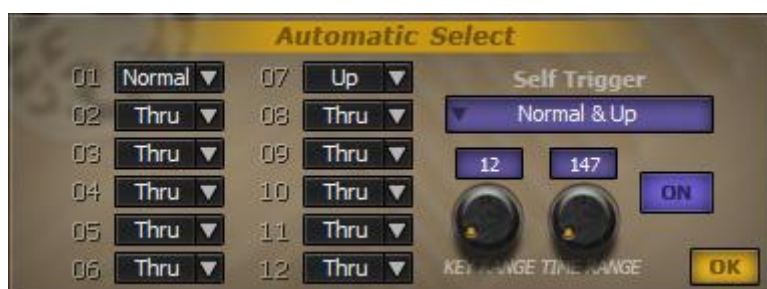 Automatic Select
01 Normal 07 Up Self Trigger
02 Thru 08 Thru Normal & Up
03 Thru 09 Thru
12 147
04 Thru 10 Thru ON
05 Thru 11 Thru
06 Thru 12 Thru KEY RANGE TIME RANGE OK